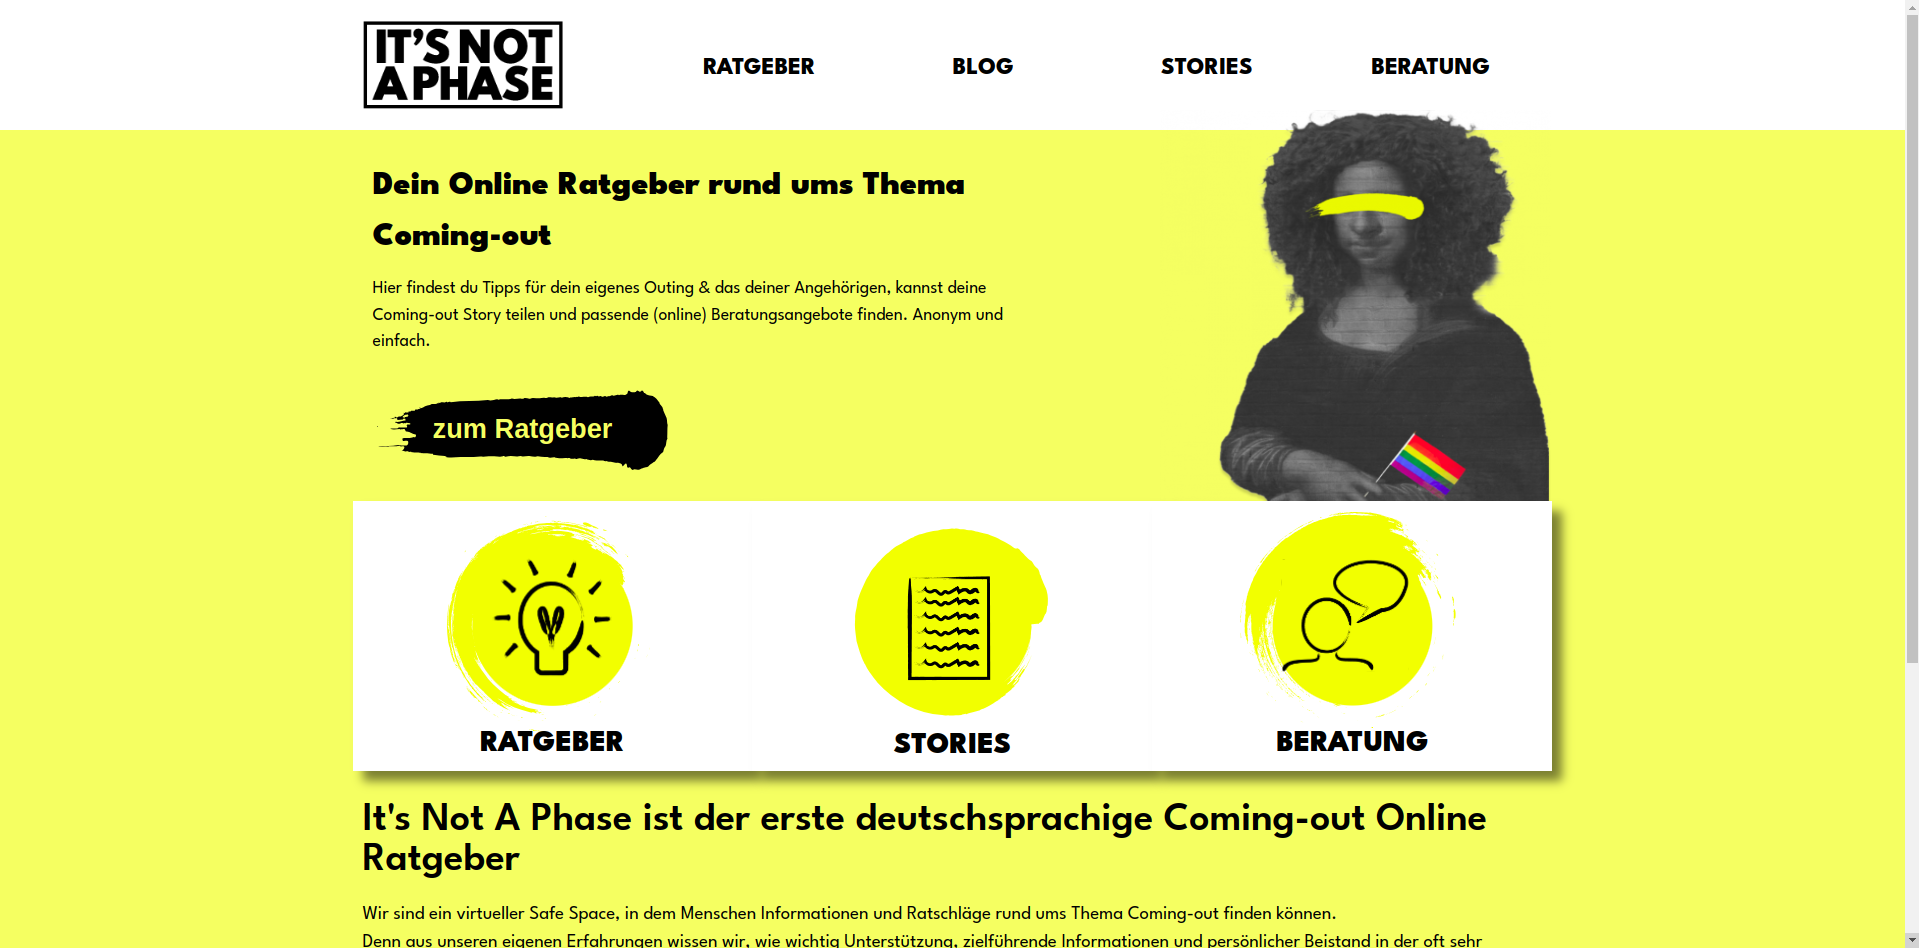 IT'S NOT
A PHASE
RATGEBER
BLOG
STORIES
BERATUNG
Dein Online Ratgeber rund ums Thema
Coming-out
Hier findest du Tipps für dein eigenes Outing & das deiner Angehörigen, kannst deine
Coming-out Story teilen und passende (online) Beratungsangebote finden. Anonym und
einfach.
zum Ratgeber
RATGEBER
STORIES
BERATUNG
It's Not A Phase ist der erste deutschsprachige Coming-out Online
Ratgeber
Wir sind ein virtueller Safe Space, in dem Menschen Informationen und Ratschläge rund ums Thema Coming-out finden können.
Denn aus unseren eigenen Erfahrungen wissen wir, wie wichtig Unterstützung, zielführende Informationen und persönlicher Beistand in der oft sehr